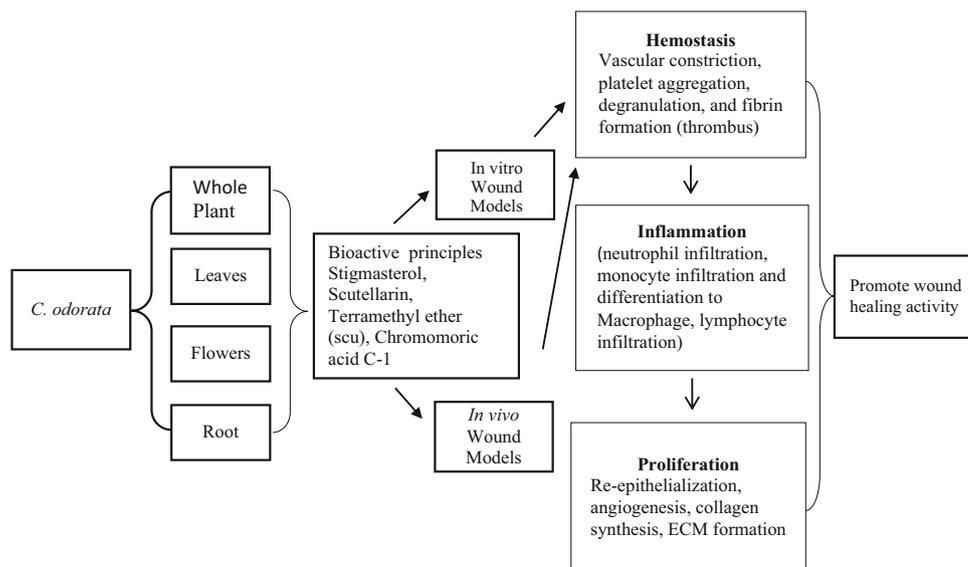 C. odorata
Whole
Plant
Leaves
Flowers
Root
Bioactive principles
Stigmasterol,
Scutellarin,
Terramethyl ether
(scu), Chromomoric
acid C-1
In vitro
Wound
Models
In vivo
Wound
Models
Hemostasis
Vascular constriction,
platelet aggregation,
degranulation, and fibrin
formation (thrombus)
Inflammation
(neutrophil infiltration,
monocyte infiltration and
differentiation to
Macrophage, lymphocyte
infiltration)
Proliferation
Re-epithelialization,
angiogenesis, collagen
synthesis, ECM formation
Promote wound
healing activity